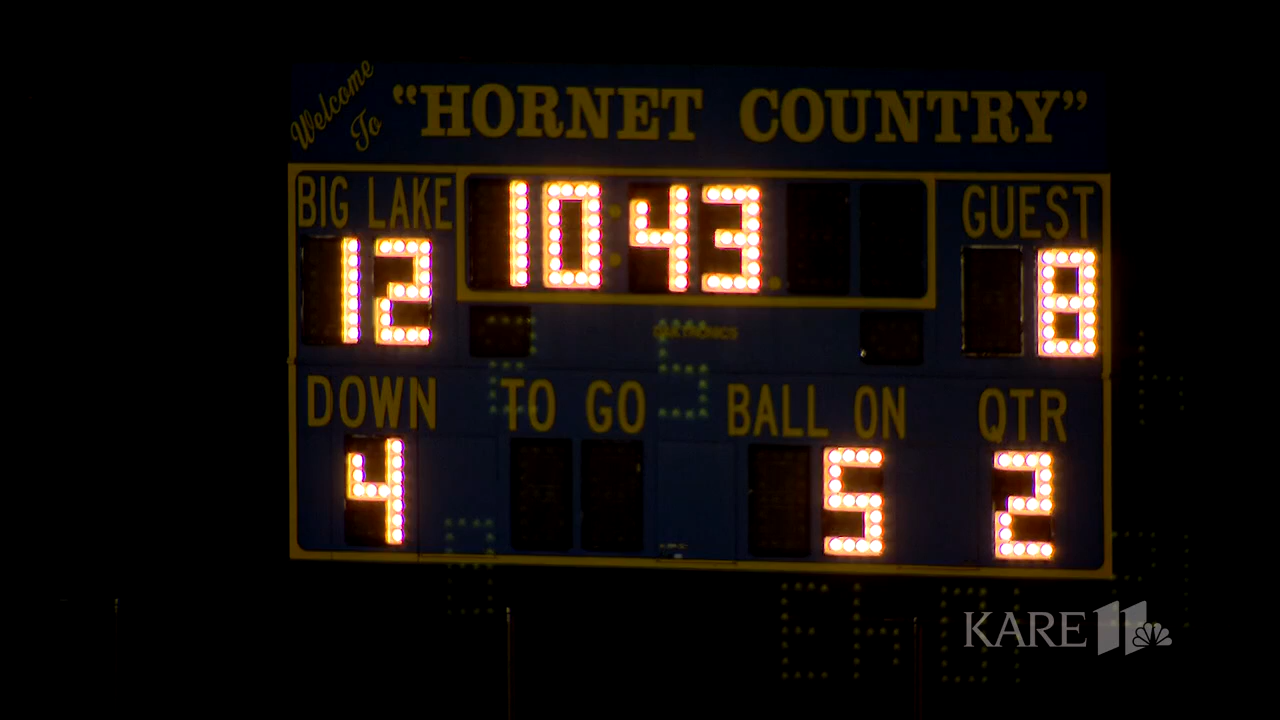 Welcome To
"HORNET COUNTRY"
BIG LAKE
10:43
GUEST
12
8
DAKTRONICS
DOWN
TO GO
BALL ON
QTR
4
5
2
KARE 11